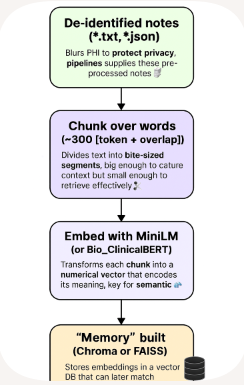 De-identified notes
(*.txt,*.json)
Blurs PHI to protect privacy,
pipelines supplies these pre-
processed notes
Chunk over words
(~300 [token + overlap])
Divides text into bite-sized
segments, big enough to cature
context but small enough to
retrieve effectively
Embed with MiniLM
(or Bio_ClinicalBERT)
Transforms each chunk into a
numerical vector that encodes
its meaning, key for semantic
“Memory” built
(Chroma or FAISS)
Stores embeddings in a vector
DB that can later match